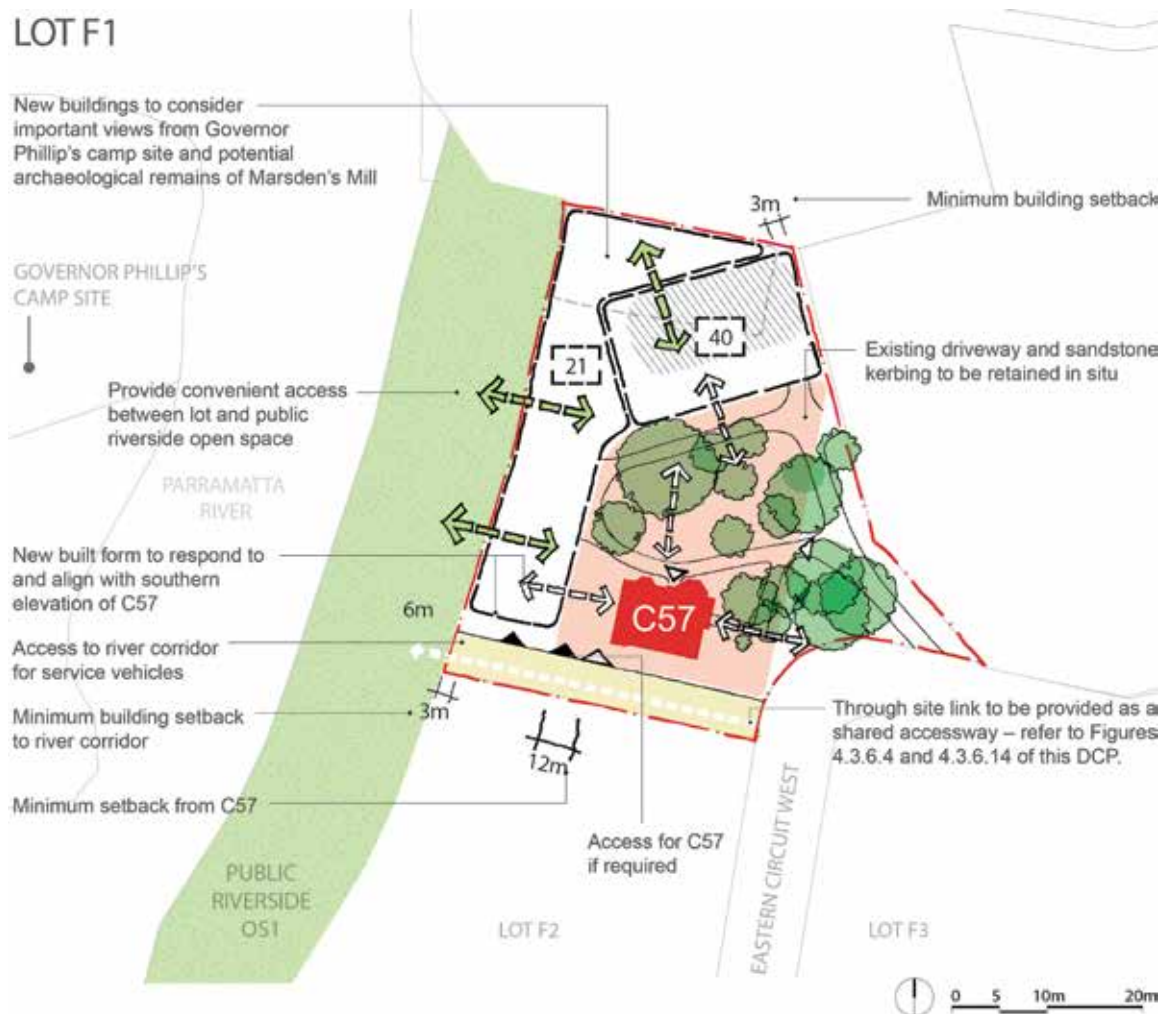 LOT F1
New buildings to consider
important views from Governor
Phillip's camp site and potential
archaeological remains of Marsden's Mill
3m
Minimum building setback
GOVERNOR PHILLIP'S
CAMP SITE
40
21
Existing driveway and sandstone
kerbing to be retained in situ
Provide convenient access
between lot and public
riverside open space
PARRAMATTA
RIVER
New built form to respond to
and align with southern
elevation of C57
6m
C57
Access to river corridor
for service vehicles
Minimum building setback
to river corridor
3m
Through site link to be provided as a
shared accessway – refer to Figures
4.3.6.4 and 4.3.6.14 of this DCP.
12m
Minimum setback from C57
Access for C57
if required
PUBLIC
RIVERSIDE
OS1
LOT F2
EASTERN CIRCUIT WEST
LOT F3
0 5 10m 20m